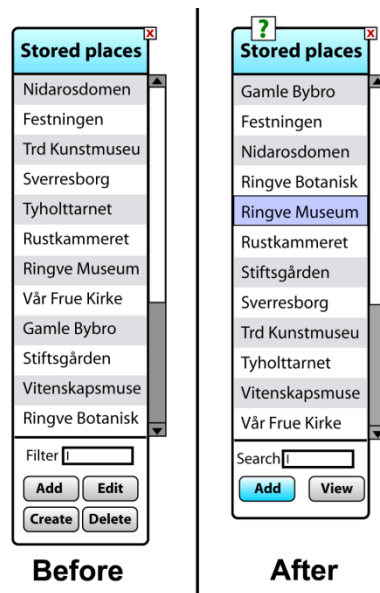 x
Stored places
Nidarosdomen
Festningen
Trd Kunstmuseu
Sverresborg
Tyholttarnet
Rustkammeret
Ringve Museum
Vår Frue Kirke
Gamle Bybro
Stiftsgården
Vitenskapsmuse
Ringve Botanisk
Filter
Add Edit
Create Delete
Before
? x
Stored places
Gamle Bybro
Festningen
Nidarosdomen
Ringve Botanisk
Ringve Museum
Rustkammeret
Stiftsgården
Sverresborg
Trd Kunstmuseu
Tyholttarnet
Vitenskapsmuse
Vår Frue Kirke
Search
Add View
After